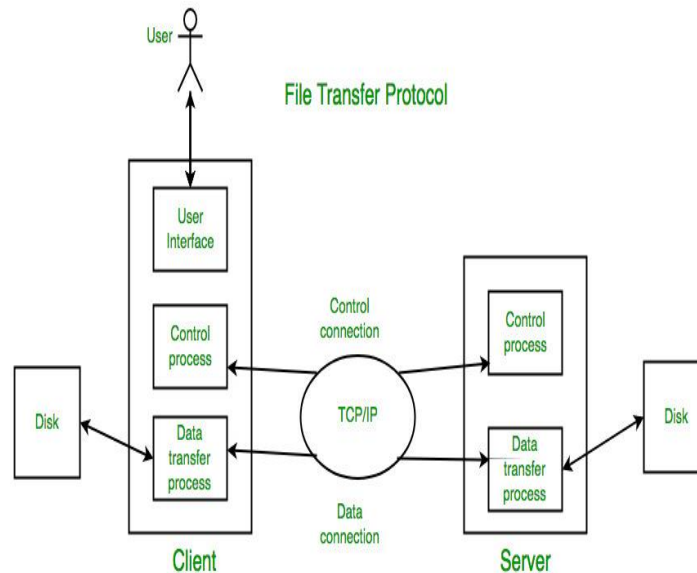 User
File Transfer Protocol
User
Interface
Control
process
Data
transfer
process
Client
Disk
Control
connection
TCP/IP
Data
connection
Control
process
Data
transfer
process
Server
Disk